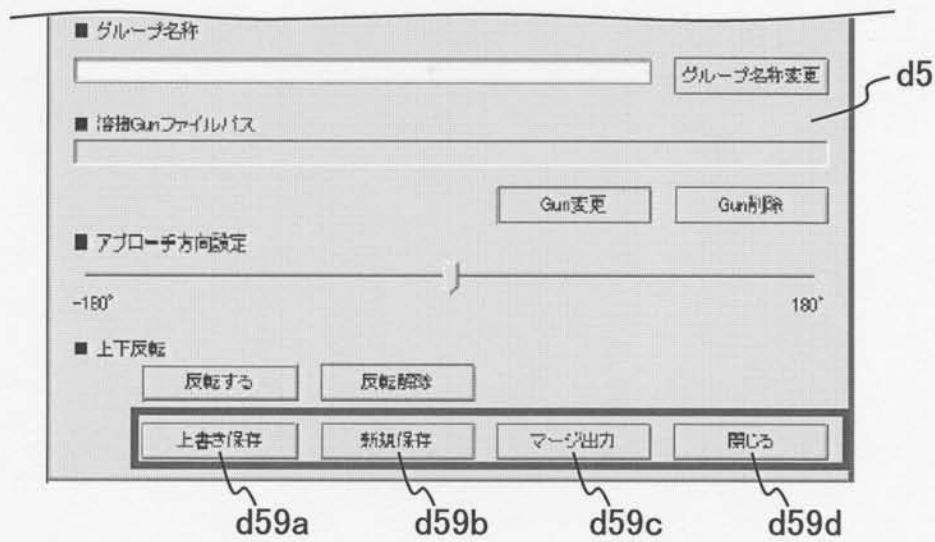 ■ グループ名称
グループ名称変更
d5
■ 溶接Gunファイルパス
Gun変更 Gun削除
■ アプローチ方向設定
-180° 180°
■ 上下反転
反転する 反転解除
上書き保存 新規保存 マージ出力 閉じる
d59a d59b d59c d59d